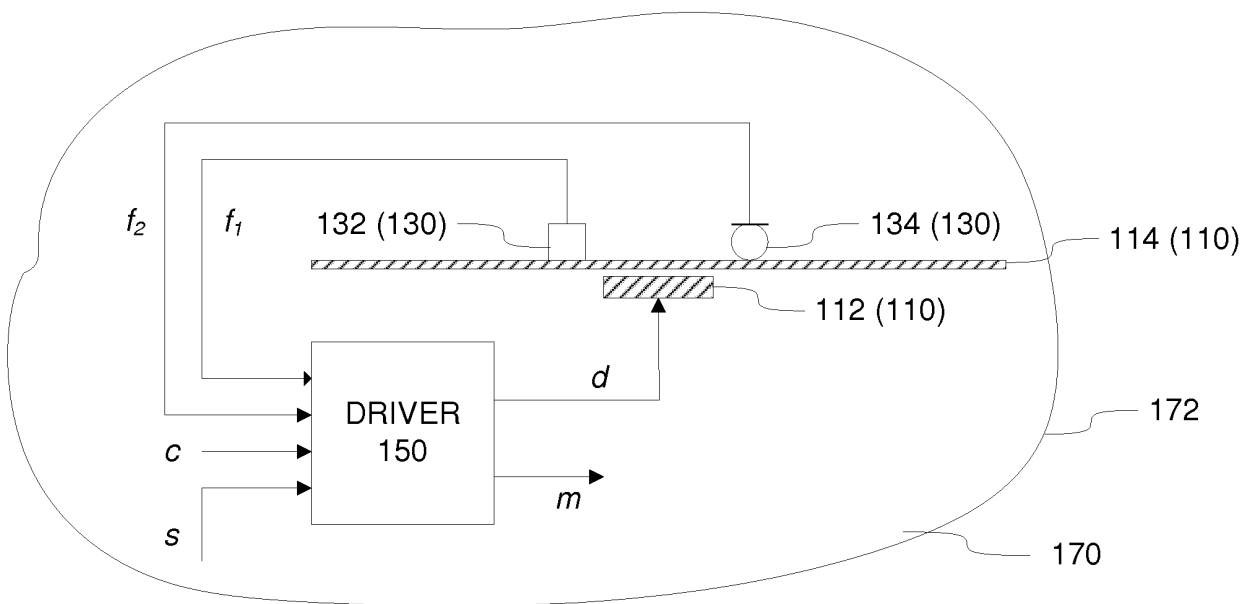 f2
f1
132 (130)
134 (130)
114 (110)
112 (110)
d
DRIVER
150
172
c
m
s
170